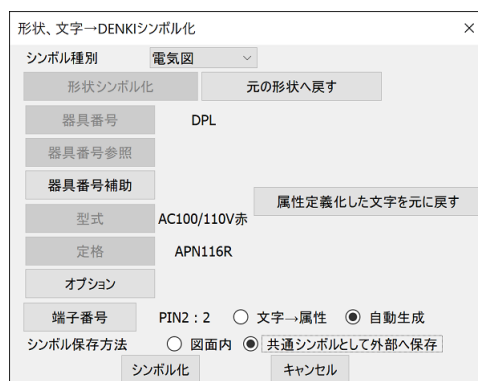 形状、文字→DENKIシンボル化 ×
シンボル種別 電気図
形状シンボル化 元の形状へ戻す
器具番号 DPL
器具番号参照
器具番号補助
属性定義化した文字を元に戻す
型式 AC100/110V赤
定格 APN116R
オプション
端子番号 PIN2：2 文字→属性 自動生成
シンボル保存方法 図面内 共通シンボルとして外部へ保存
シンボル化 キャンセル